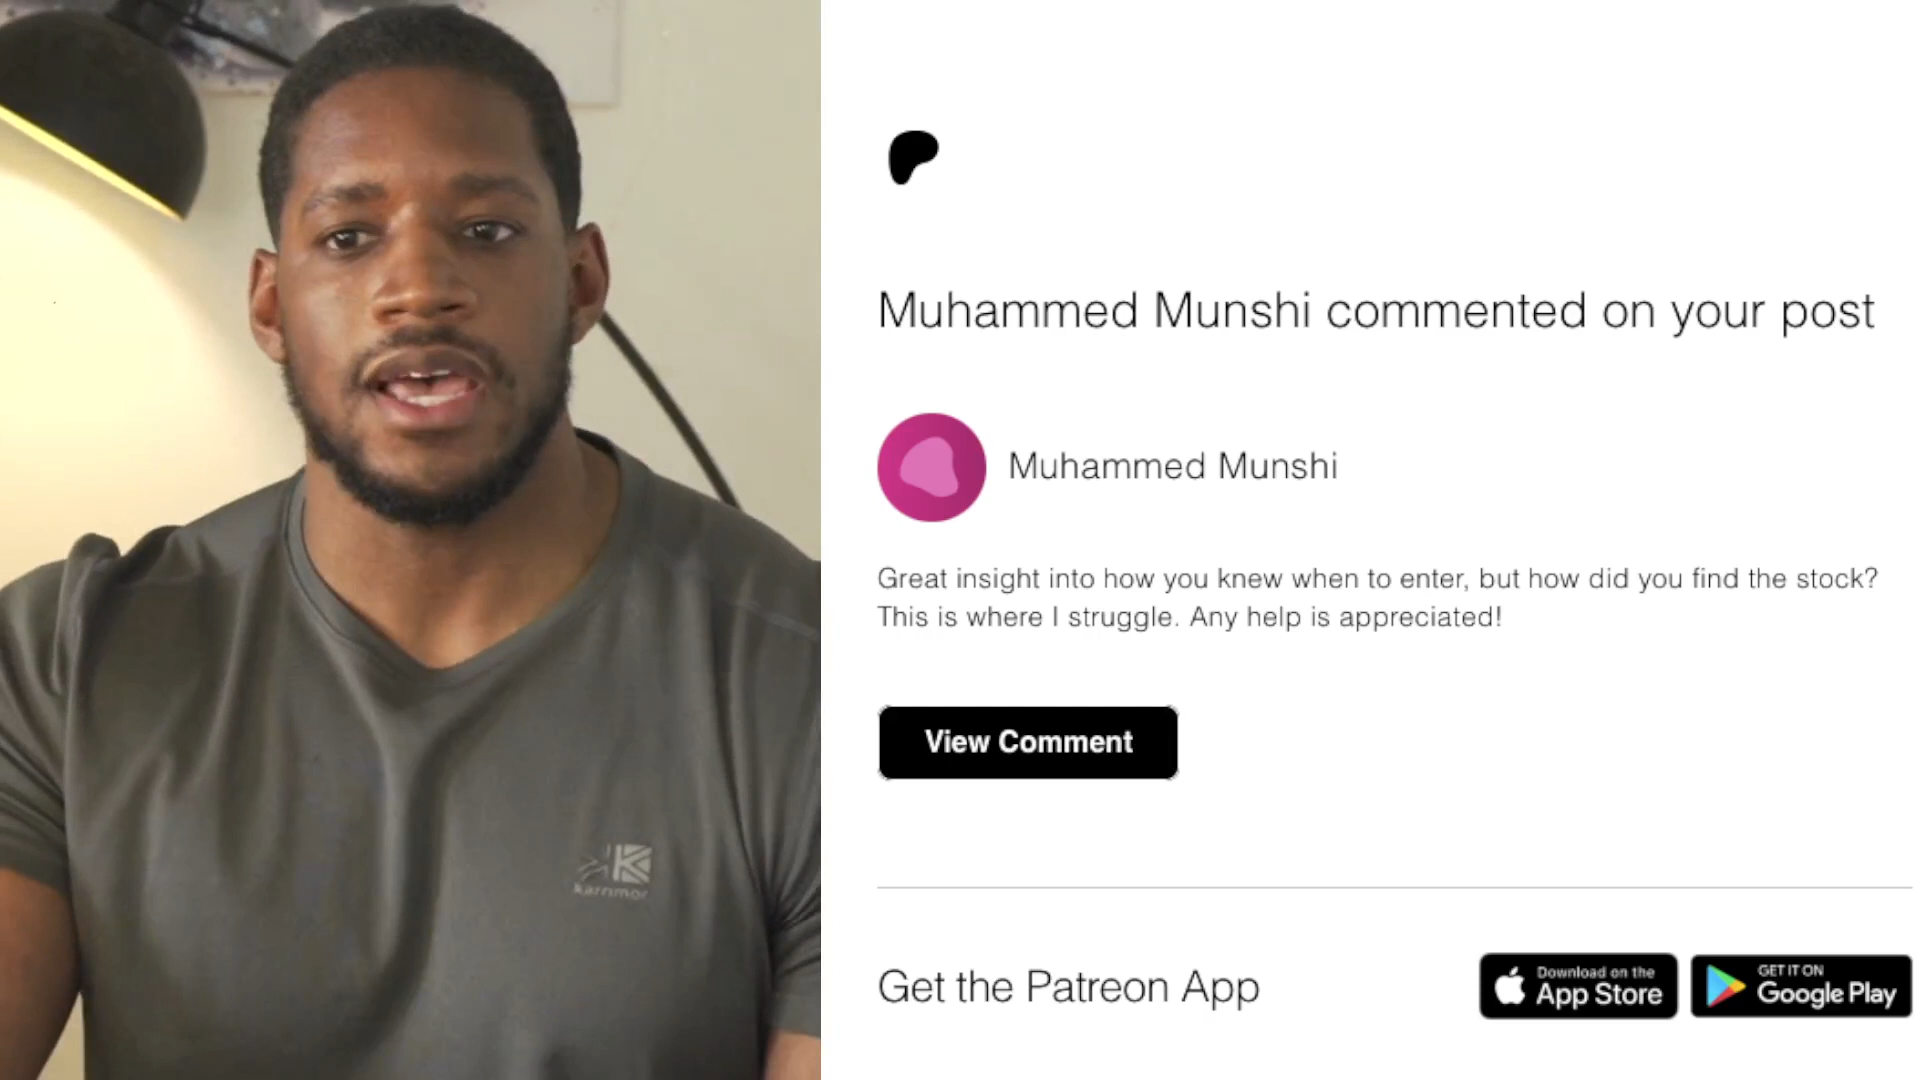 Muhammed Munshi commented on your post
Muhammed Munshi
Great insight into how you knew when to enter, but how did you find the stock?
This is where I struggle. Any help is appreciated!
View Comment
karrimor
Get the Patreon App
Download on the
App Store
GET IT ON
Google Play